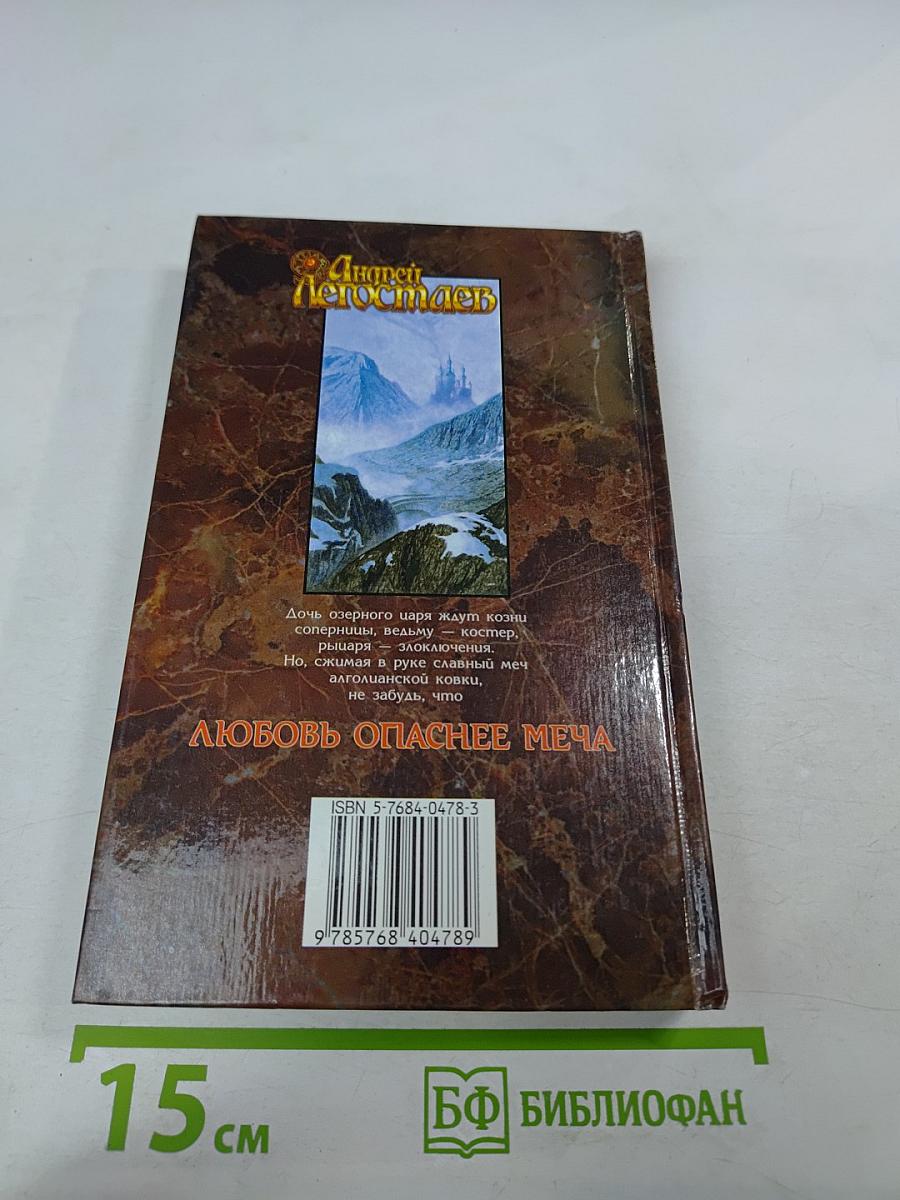 Андрей
Легостаев
Дочь озерного царя ждут козни
соперницы, ведьму — костер,
рыцаря — злоключения.
Но, сжимая в руке славный меч
алголианской ковки,
не забудь, что
ЛЮБОВЬ ОПАСНЕЕ МЕЧА
ISBN 5-7684-0478-3
9 785768 404789
15 см
БФ БИБЛИОФАН